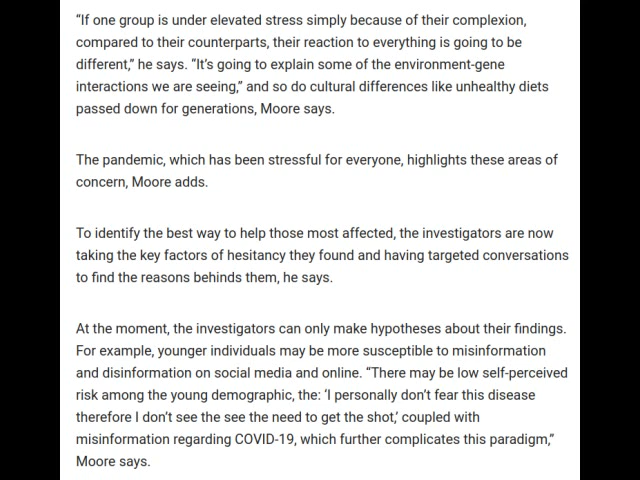 “If one group is under elevated stress simply because of their complexion,
compared to their counterparts, their reaction to everything is going to be
different,” he says. “It’s going to explain some of the environment-gene
interactions we are seeing,” and so do cultural differences like unhealthy diets
passed down for generations, Moore says.
The pandemic, which has been stressful for everyone, highlights these areas of
concern, Moore adds.
To identify the best way to help those most affected, the investigators are now
taking the key factors of hesitancy they found and having targeted conversations
to find the reasons behinds them, he says.
At the moment, the investigators can only make hypotheses about their findings.
For example, younger individuals may be more susceptible to misinformation
and disinformation on social media and online. “There may be low self-perceived
risk among the young demographic, the: ‘I personally don’t fear this disease
therefore I don’t see the see the need to get the shot,’ coupled with
misinformation regarding COVID-19, which further complicates this paradigm,”
Moore says.